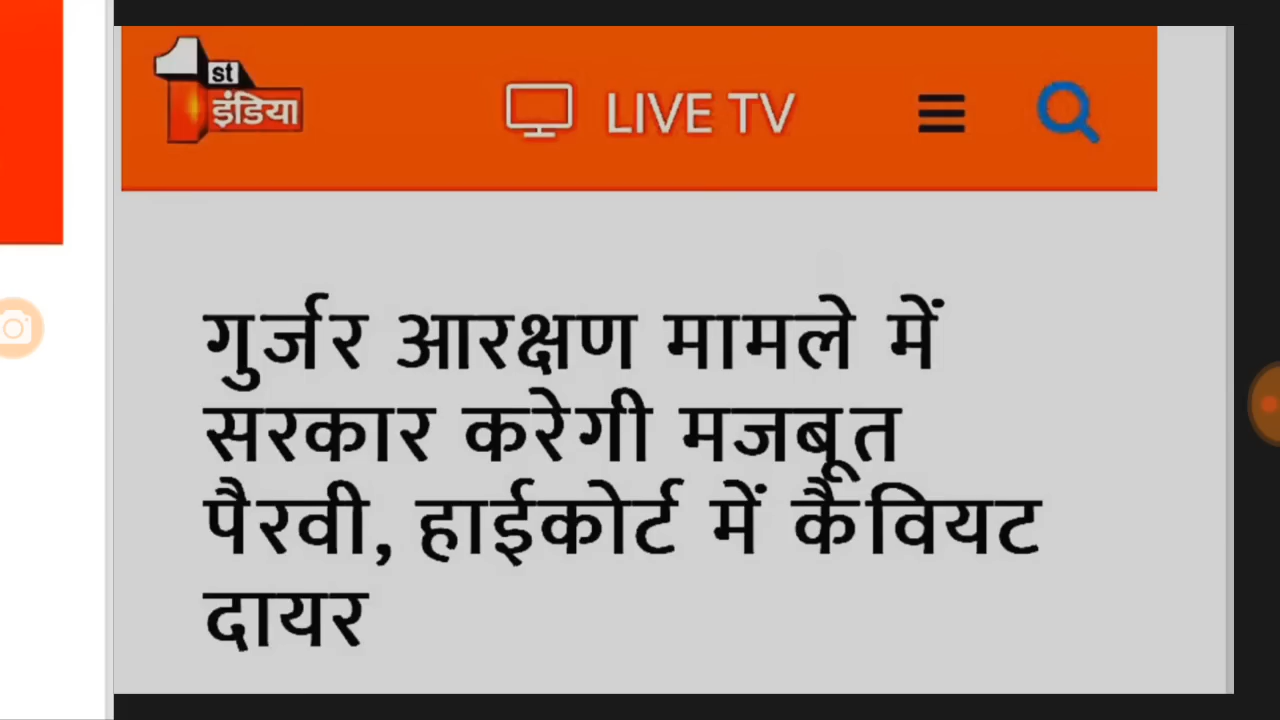 1st
इंडिया
LIVE TV
गुर्जर आरक्षण मामले में
सरकार करेगी मजबूत
पैरवी, हाईकोर्ट में कैवियट
दायर